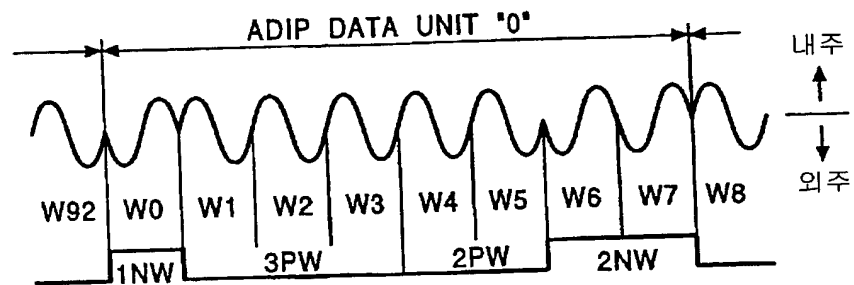 ADIP DATA UNIT "0"
내주
외주
W92 W0 W1 W2 W3 W4 W5 W6 W7 W8
1NW 3PW 2PW 2NW